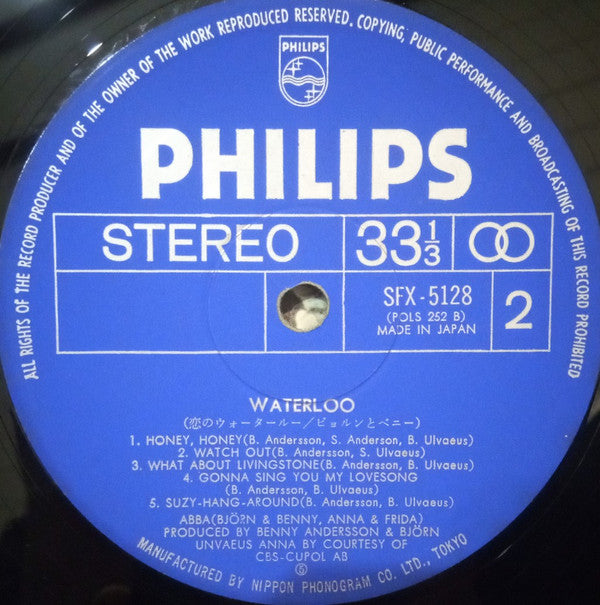 ALL RIGHTS OF THE RECORD PRODUCER AND OF THE OWNER OF THE WORK REPRODUCED RESERVED. COPYING, PUBLIC PERFORMANCE AND BROADCASTING OF THIS RECORD PROHIBITED
PHILIPS
PHILIPS
STEREO 33 1/3
SFX-5128
(POLS 252 B)
MADE IN JAPAN
2
WATERLOO
(恋のウォータールー/ビョルンとベニー)
1. HONEY, HONEY(B. Andersson, S. Anderson, B. Ulvaeus)
2. WATCH OUT(B. Andersson, S. Ulvaeus)
3. WHAT ABOUT LIVINGSTONE(B. Andersson, B. Ulvaeus)
4. GONNA SING YOU MY LOVESONG
(B. Andersson, B. Ulvaeus)
5. SUZY-HANG-AROUND(B. Andersson, B. Ulvaeus)
ABBA(BJÖRN & BENNY, ANNA & FRIDA)
PRODUCED BY BENNY ANDERSSON & BJÖRN
UNVAEUS ANNA BY COURTESY OF
CBS-CUPOL AB
MANUFACTURED BY NIPPON PHONOGRAM CO. LTD., TOKYO